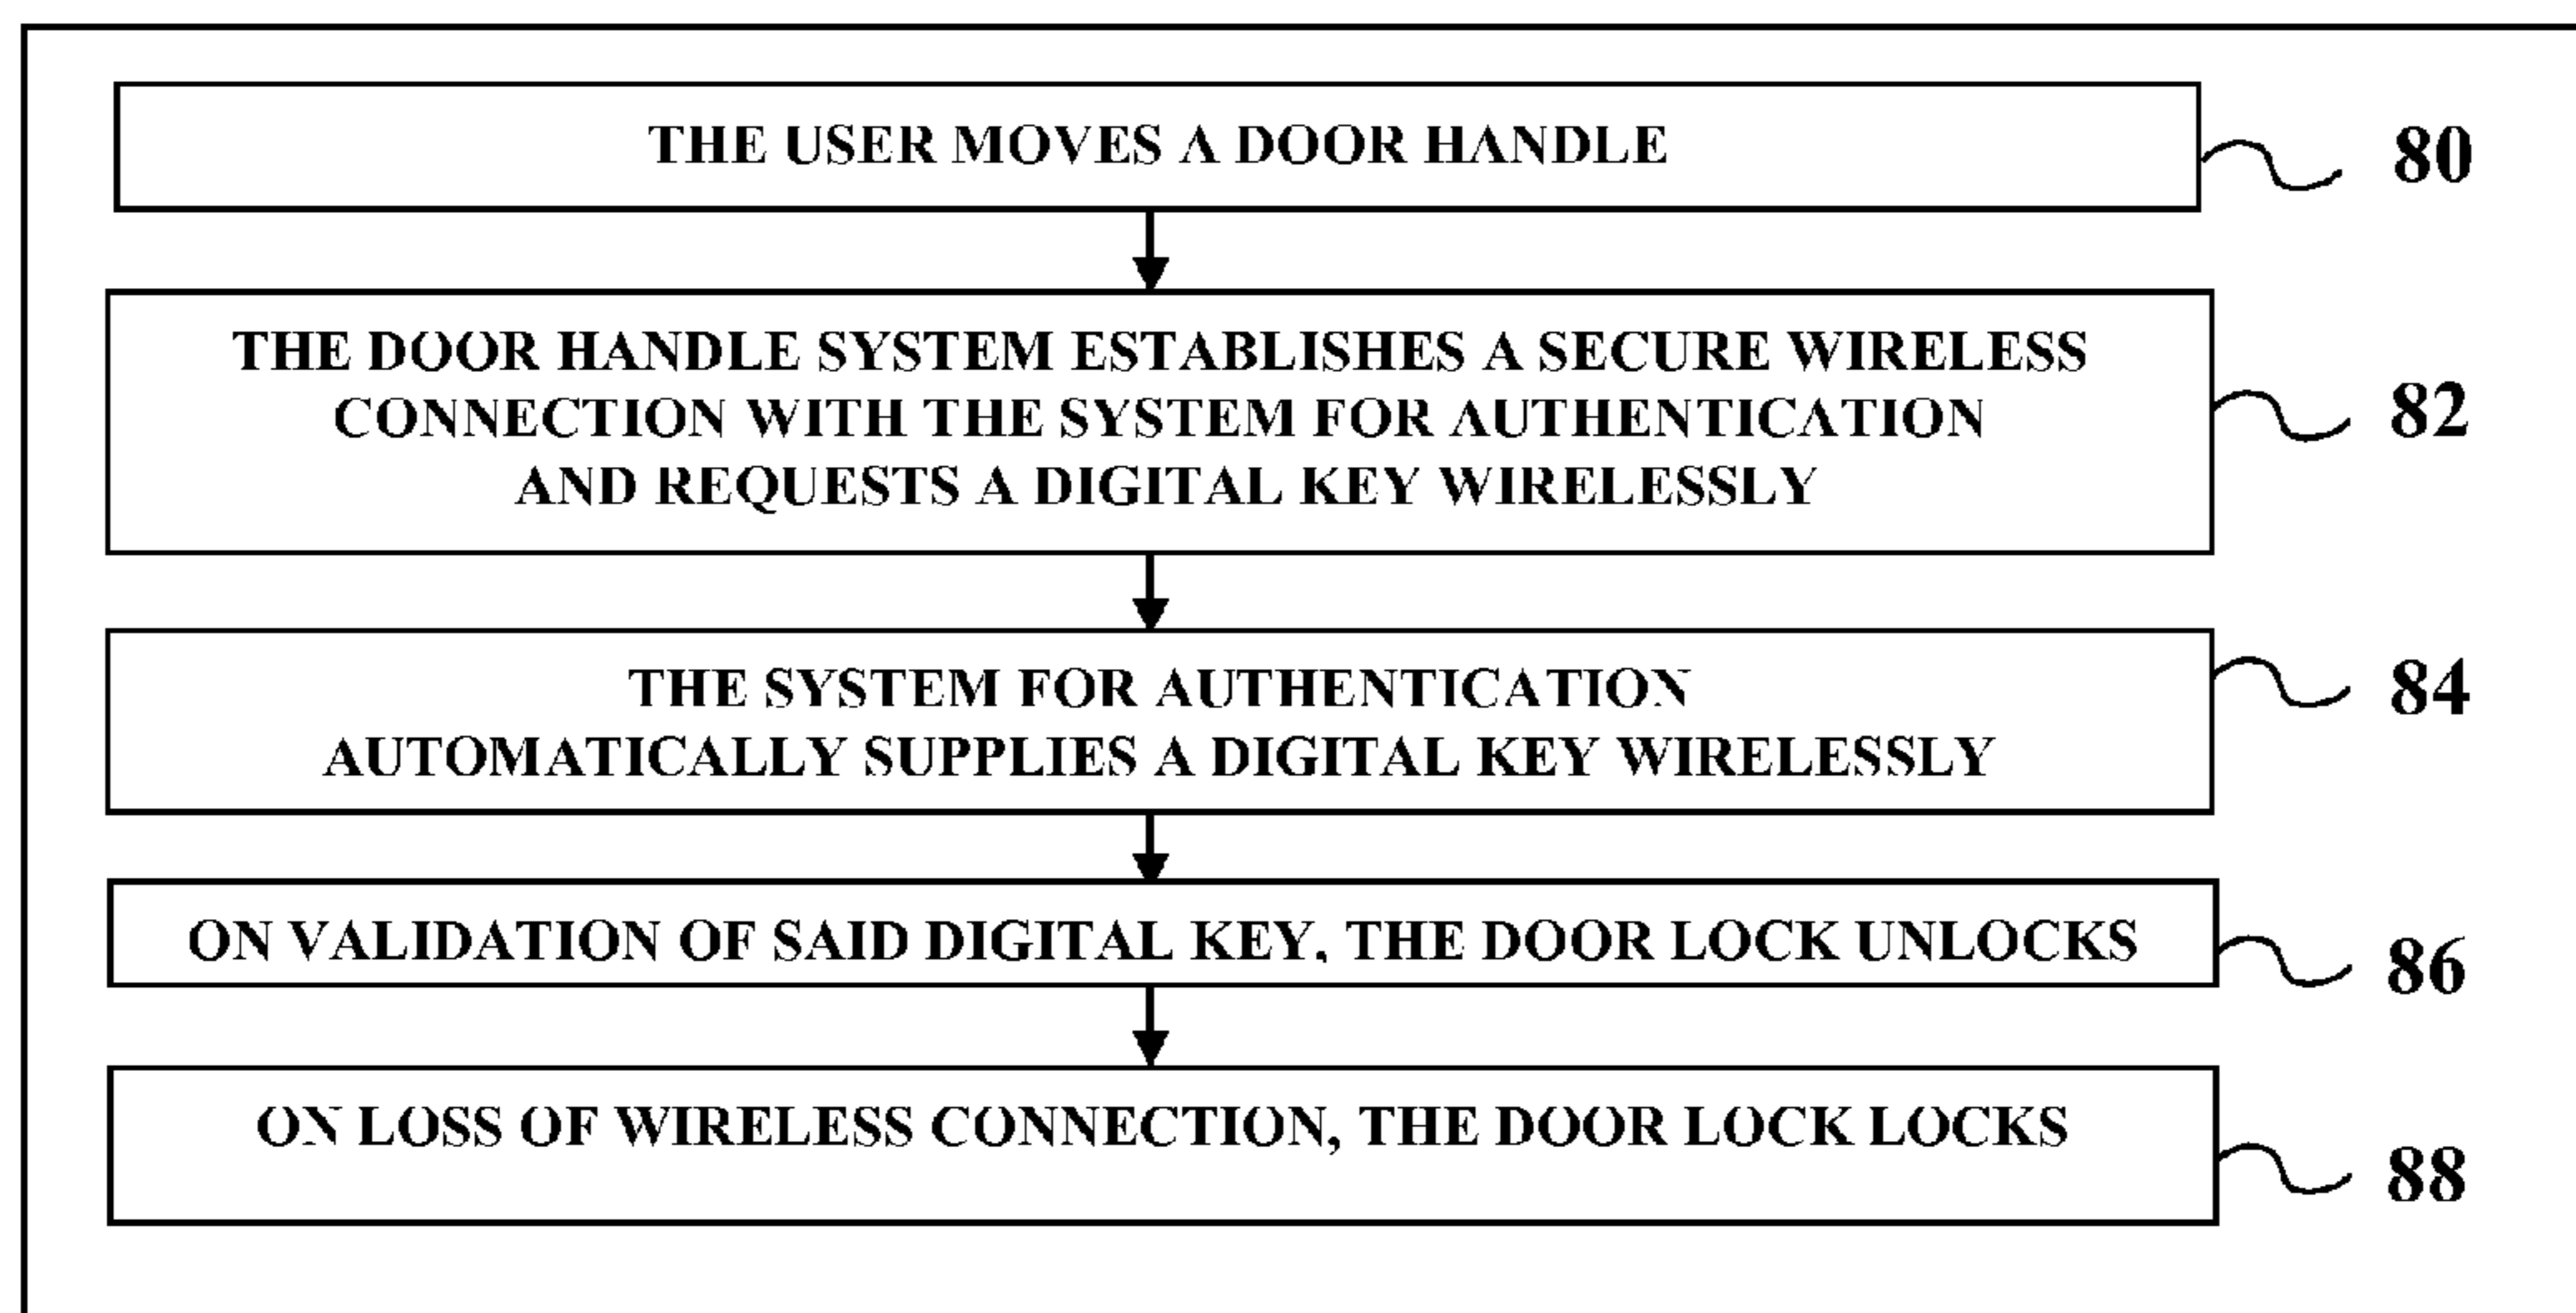 THE USER MOVES A DOOR HANDLE
80
THE DOOR HANDLE SYSTEM ESTABLISHES A SECURE WIRELESS
CONNECTION WITH THE SYSTEM FOR AUTHENTICATION
AND REQUESTS A DIGITAL KEY WIRELESSLY
82
THE SYSTEM FOR AUTHENTICATION
AUTOMATICALLY SUPPLIES A DIGITAL KEY WIRELESSLY
84
ON VALIDATION OF SAID DIGITAL KEY, THE DOOR LOCK UNLOCKS
86
ON LOSS OF WIRELESS CONNECTION, THE DOOR LOCK LOCKS
88